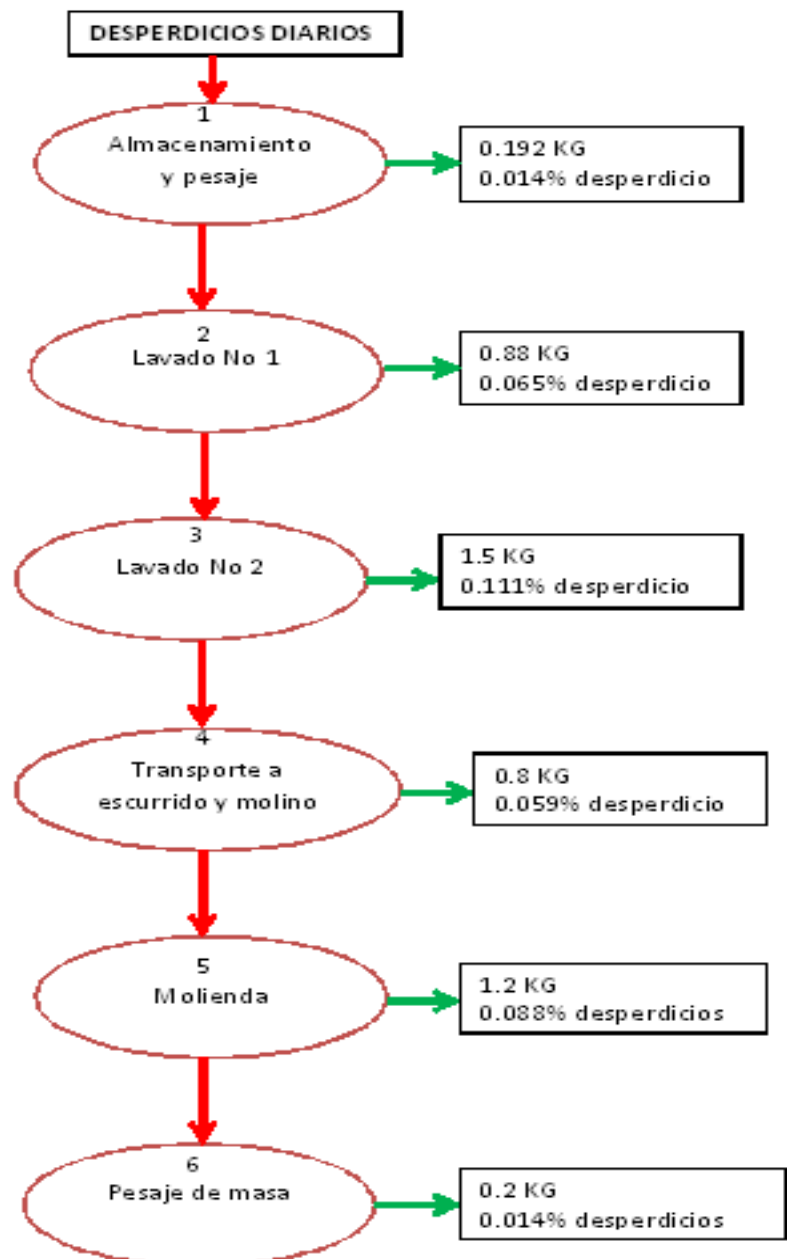 DESPERDICIOS DIARIOS
1
Almacenamiento
y pesaje
0.192 KG
0.014% desperdicio
2
Lavado No 1
0.88 KG
0.065% desperdicio
3
Lavado No 2
1.5 KG
0.111% desperdicio
4
Transporte a
escurrido y molino
0.8 KG
0.059% desperdicio
5
Molienda
1.2 KG
0.088% desperdicios
6
Pesaje de masa
0.2 KG
0.014% desperdicios